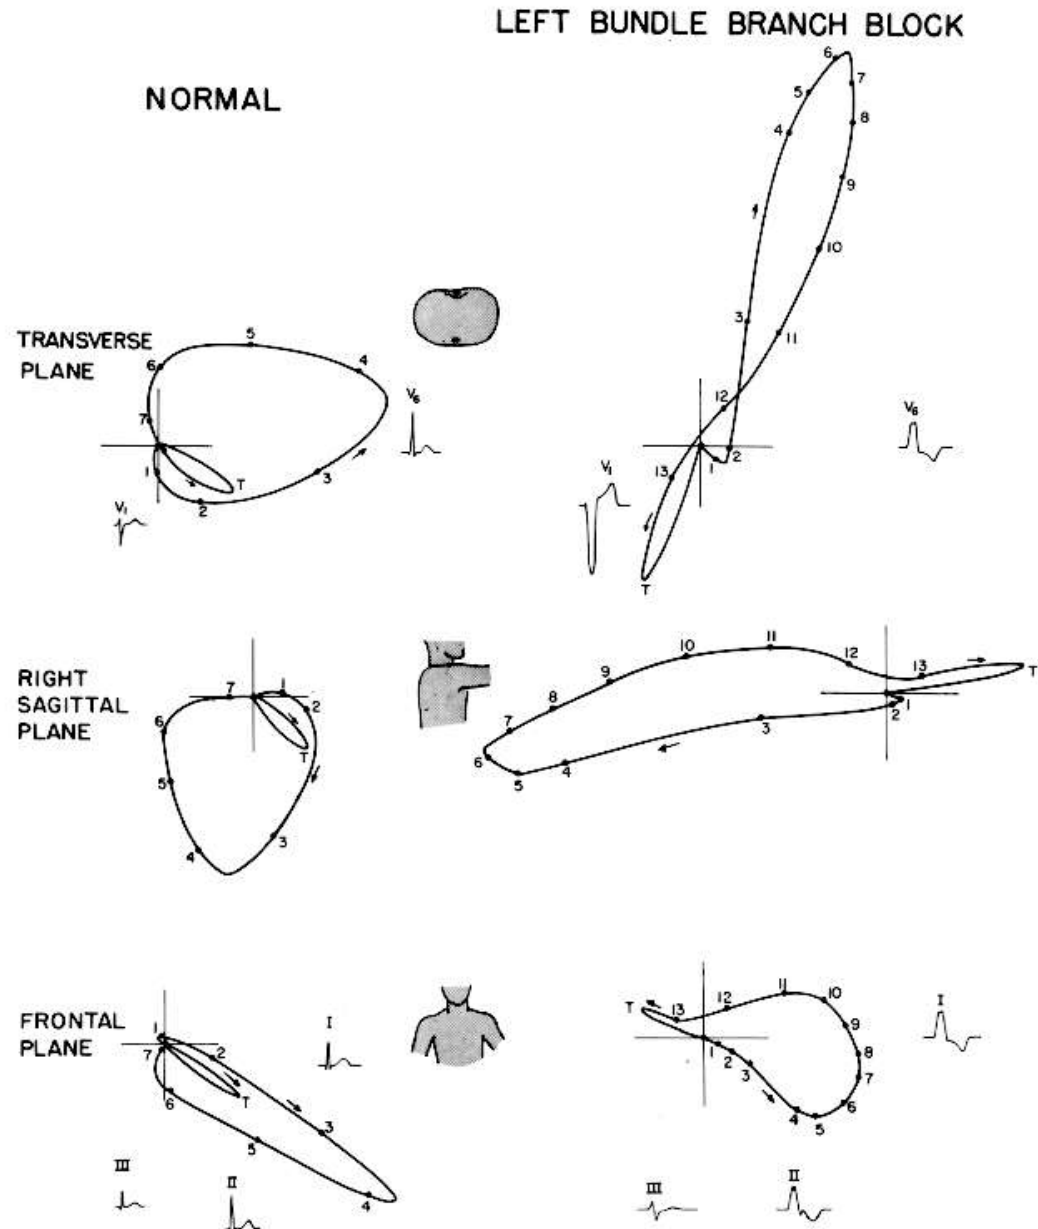 LEFT BUNDLE BRANCH BLOCK
NORMAL
TRANSVERSE
PLANE
1
2
3
4
5
6
7
T
V6
V1
1
2
3
4
5
6
7
8
9
10
11
12
13
T
V1
V6
RIGHT
SAGITTAL
PLANE
1
2
3
4
5
6
7
T
1
2
3
4
5
6
7
8
9
10
11
12
13
T
FRONTAL
PLANE
1
2
3
4
5
6
7
T
I
III
II
1
2
3
4
5
6
7
8
9
10
11
12
13
T
I
III
II